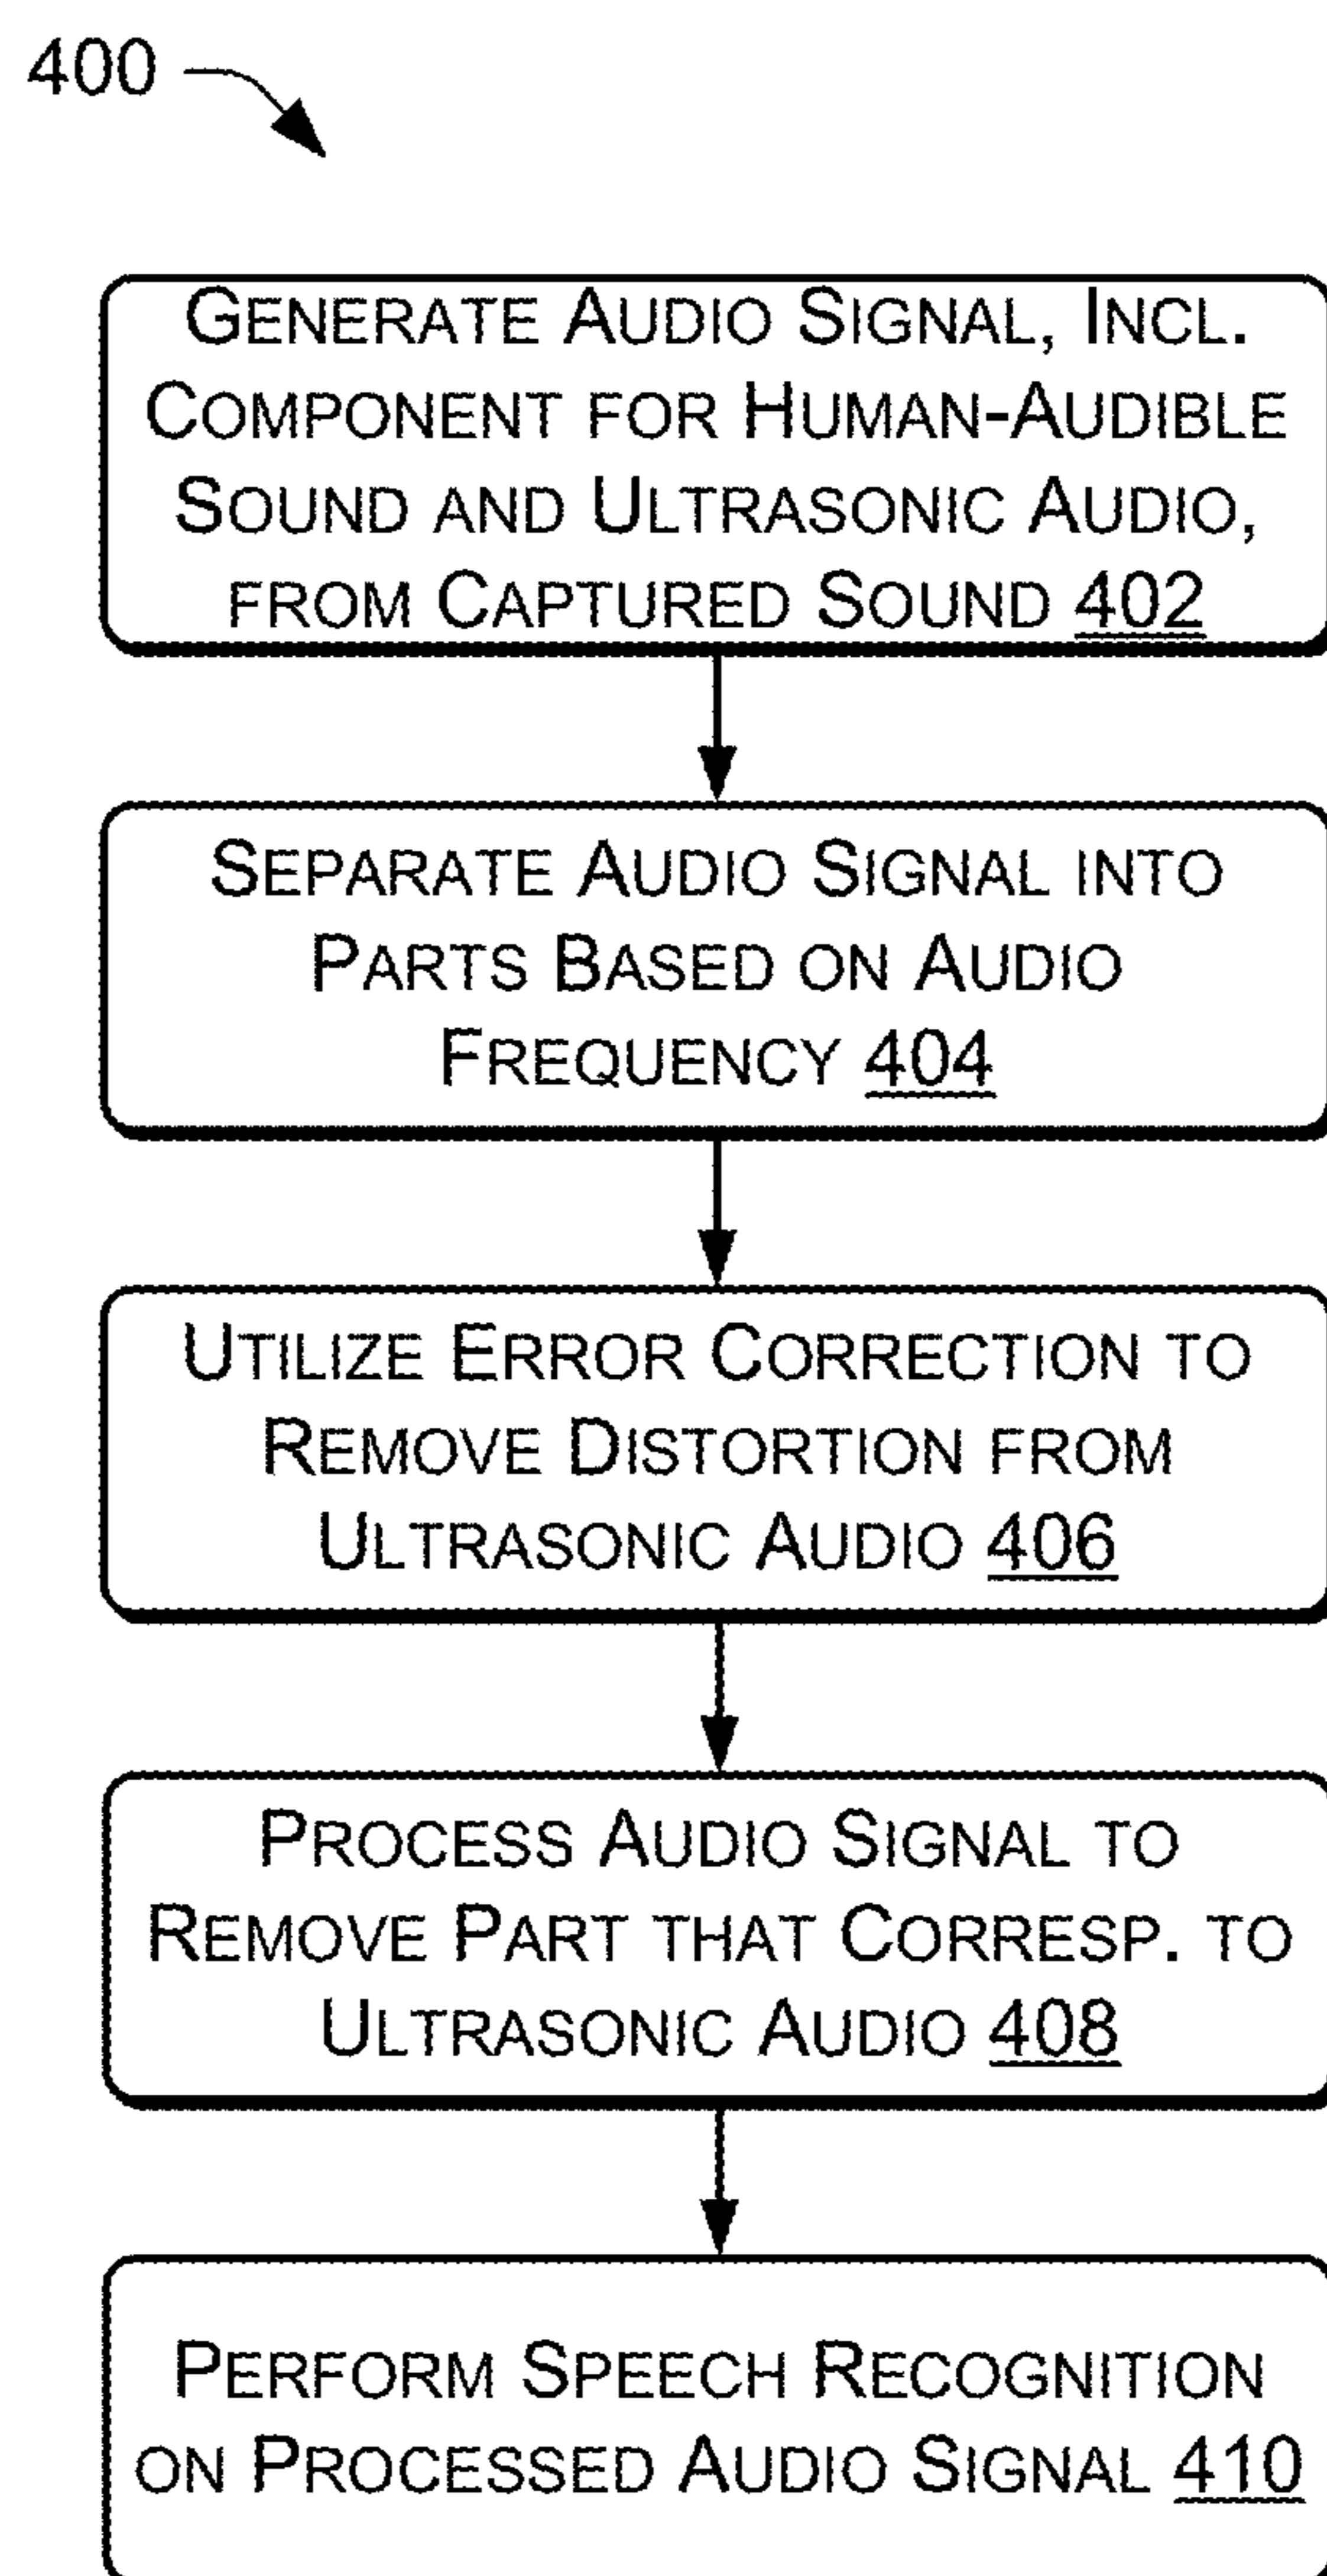 400
GENERATE AUDIO SIGNAL, INCL.
COMPONENT FOR HUMAN-AUDIBLE
SOUND AND ULTRASONIC AUDIO,
FROM CAPTURED SOUND 402
SEPARATE AUDIO SIGNAL INTO
PARTS BASED ON AUDIO
FREQUENCY 404
UTILIZE ERROR CORRECTION TO
REMOVE DISTORTION FROM
ULTRASONIC AUDIO 406
PROCESS AUDIO SIGNAL TO
REMOVE PART THAT CORRESP. TO
ULTRASONIC AUDIO 408
PERFORM SPEECH RECOGNITION
ON PROCESSED AUDIO SIGNAL 410